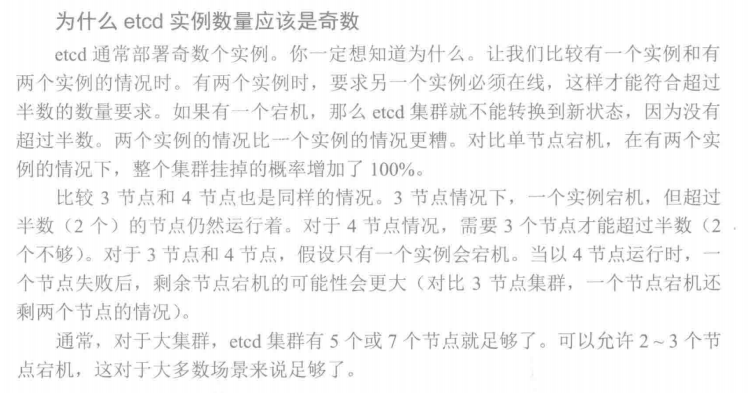 为什么 etcd 实例数量应该是奇数
etcd 通常部署奇数个实例。你一定想知道为什么。让我们比较有一个实例和有
两个实例的情况时。有两个实例时，要求另一个实例必须在线，这样才能符合超过
半数的数量要求。如果有一个宕机，那么 etcd 集群就不能转换到新状态，因为没有
超过半数。两个实例的情况比一个实例的情况更糟。对比单节点宕机，在有两个实
例的情况下，整个集群挂掉的概率增加了 100%。
比较 3 节点和 4 节点也是同样的情况。3 节点情况下，一个实例宕机，但超过
半数（2 个）的节点仍然运行着。对于 4 节点情况，需要 3 个节点才能超过半数（2
个不够）。对于 3 节点和 4 节点，假设只有一个实例会宕机。当以 4 节点运行时，一
个节点失败后，剩余节点宕机的可能性会更大（对比 3 节点集群，一个节点宕机还
剩两个节点的情况）。
通常，对于大集群，etcd 集群有 5 个或 7 个节点就足够了。可以允许 2～3 个节
点宕机，这对于大多数场景来说足够了。